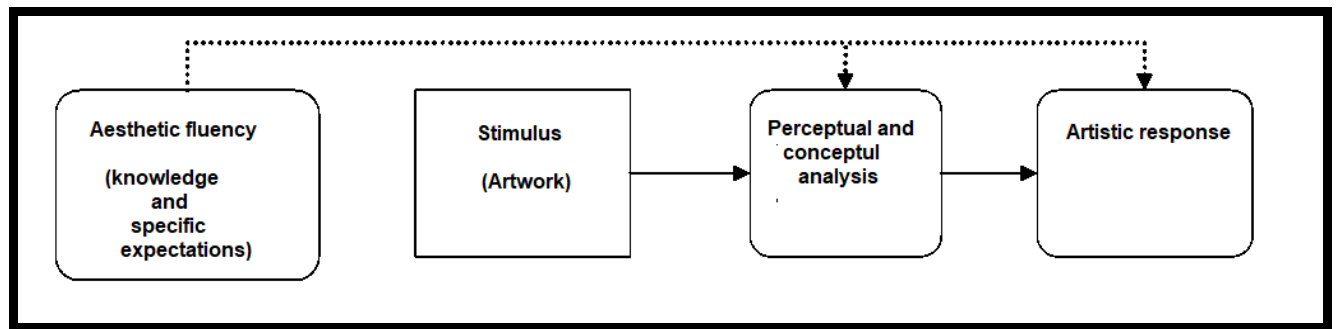 Aesthetic fluency
(knowledge
and
specific
expectations)
Stimulus
(Artwork)
Perceptual and
conceptul
analysis
Artistic response